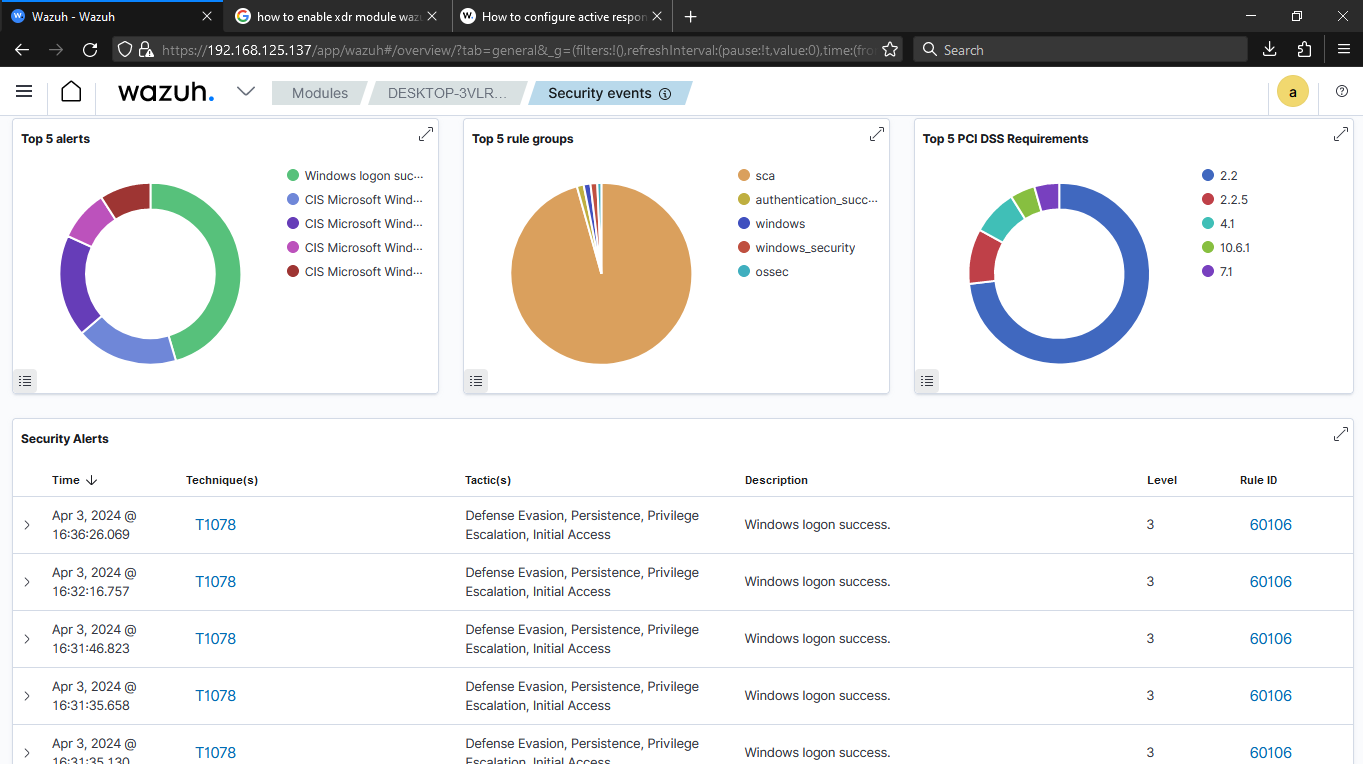 Wazuh - Wazuh
how to enable xdr module waz
W. How to configure active respon
https://192.168.125.137/app/wazuh#/overview/?tab=general&_g=(filters:!(),refreshInterval:(pause:!t,value:0),time:(fro
Search
wazuh.
Modules
DESKTOP-3VLR...
Security events
a
Top 5 alerts
Windows logon suc...
CIS Microsoft Wind...
CIS Microsoft Wind...
CIS Microsoft Wind...
CIS Microsoft Wind...
Top 5 rule groups
sca
authentication_succ...
windows
windows_security
ossec
Top 5 PCI DSS Requirements
2.2
2.2.5
4.1
10.6.1
7.1
Security Alerts
Time Technique(s) Tactic(s) Description Level Rule ID
Apr 3, 2024 @
16:36:26.069
T1078
Defense Evasion, Persistence, Privilege
Escalation, Initial Access
Windows logon success.
3
60106
Apr 3, 2024 @
16:32:16.757
T1078
Defense Evasion, Persistence, Privilege
Escalation, Initial Access
Windows logon success.
3
60106
Apr 3, 2024 @
16:31:46.823
T1078
Defense Evasion, Persistence, Privilege
Escalation, Initial Access
Windows logon success.
3
60106
Apr 3, 2024 @
16:31:35.658
T1078
Defense Evasion, Persistence, Privilege
Escalation, Initial Access
Windows logon success.
3
60106
Apr 3, 2024 @
16:31:35.130
T1078
Defense Evasion, Persistence, Privilege
Escalation, Initial Access
Windows logon success.
3
60106